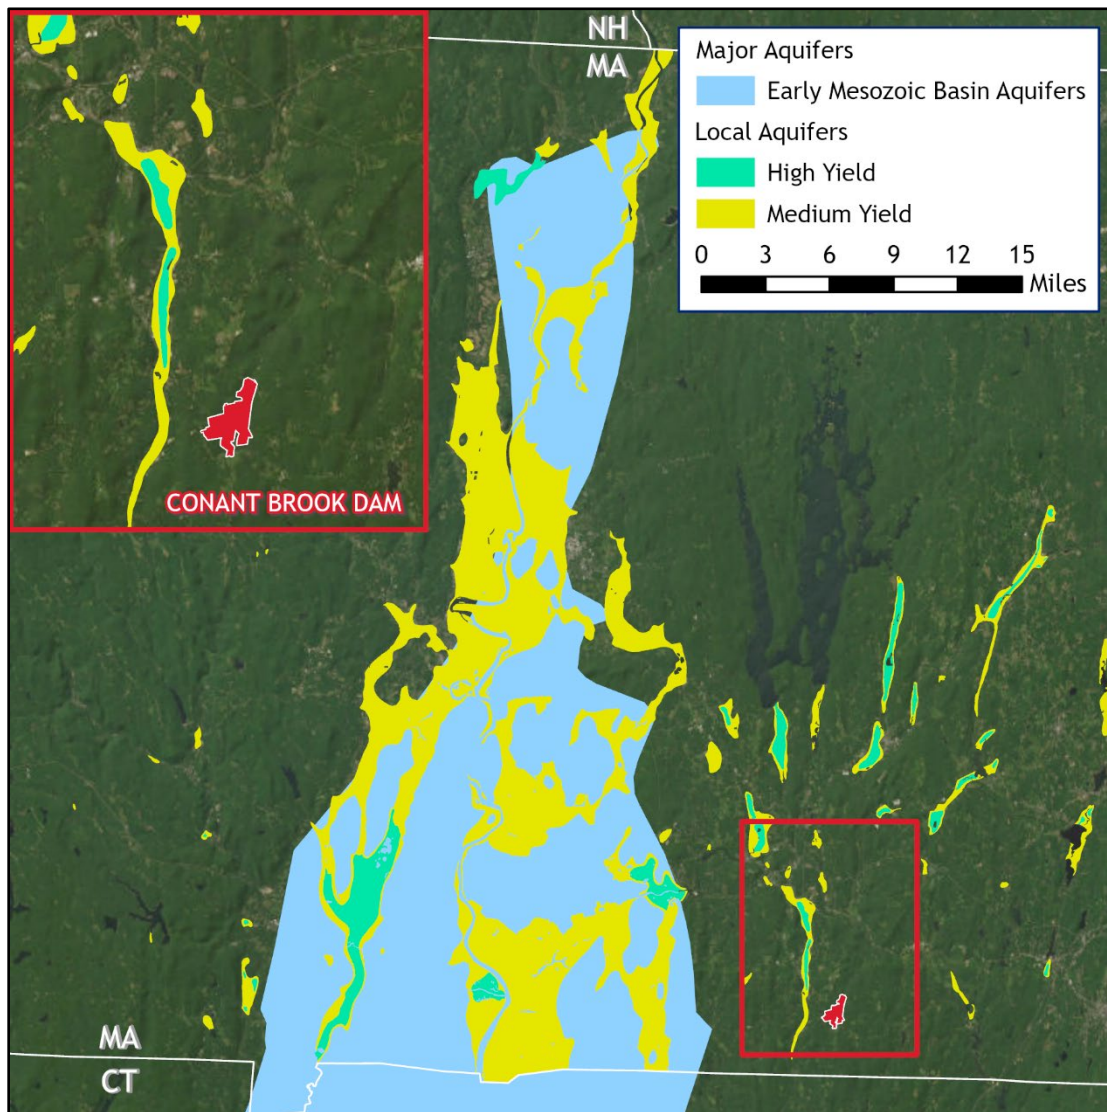 NH
MA
Major Aquifers
Early Mesozoic Basin Aquifers
Local Aquifers
High Yield
Medium Yield
0 3 6 9 12 15
Miles
CONANT BROOK DAM
MA
CT